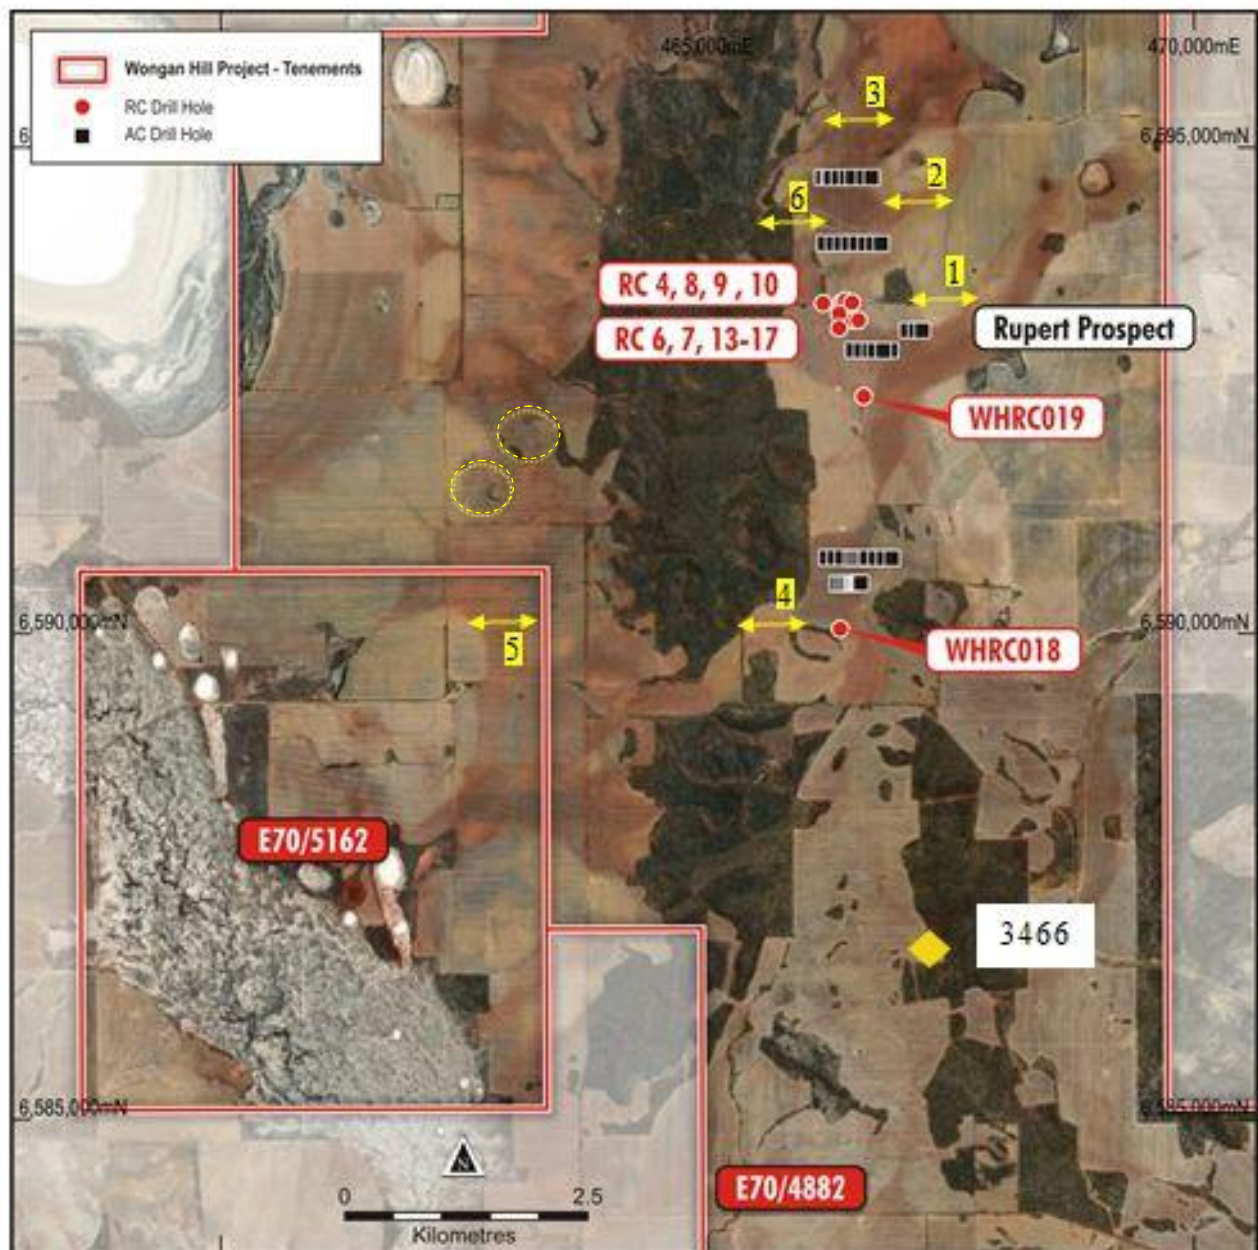 465,000mE
470,000mE
Wongan Hill Project - Tenements
RC Drill Hole
AC Drill Hole
3
6,595,000mN
2
6
RC 4, 8, 9 , 10
1
RC 6, 7, 13-17
Rupert Prospect
WHRC019
6,590,000mN
5
4
6,590,000mN
WHRC018
E70/5162
3466
6,585,000mN
6,585,000mN
N
0
2.5
Kilometres
E70/4882